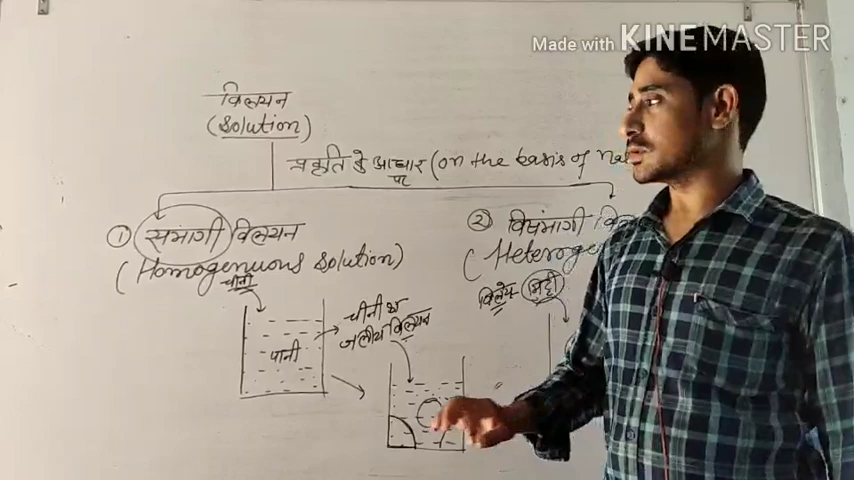 Made with KINEMASTER
विलयन
(Solution)
प्रकृति के आधार (on the basis of
पर
① समांगी विलयन
② विषमांगी
(Homogenuous solution)
(Heterog
चीनी
विलेय मिट्टी
चीनी का
जलीय विलयन
पानी